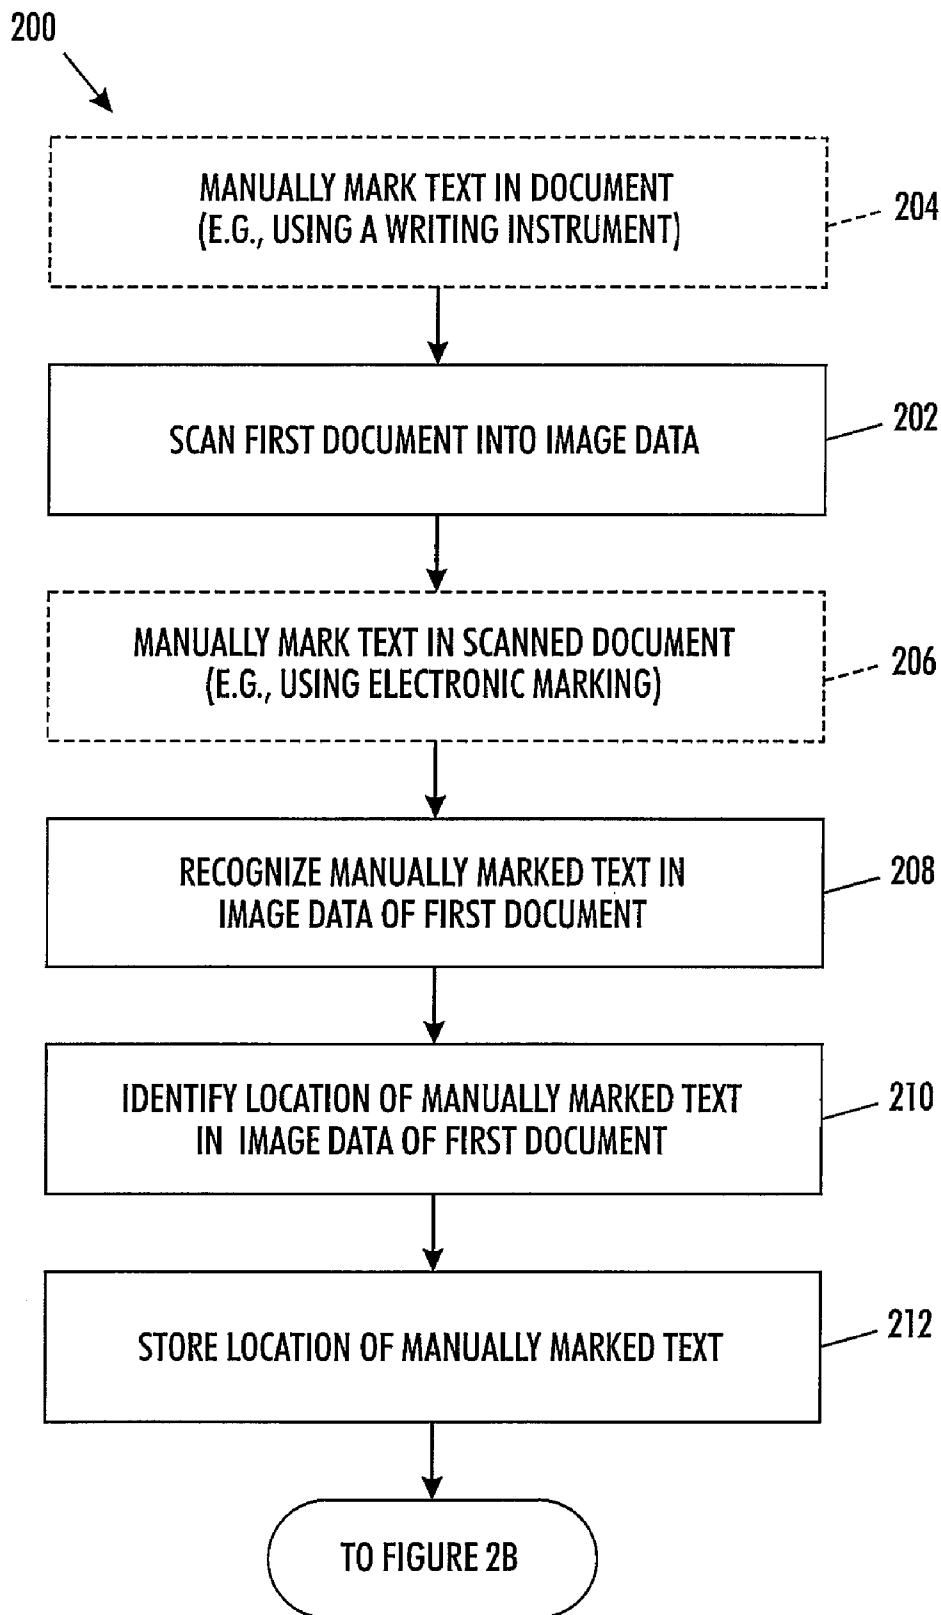 200
MANUALLY MARK TEXT IN DOCUMENT
(E.G., USING A WRITING INSTRUMENT)
204
SCAN FIRST DOCUMENT INTO IMAGE DATA
202
MANUALLY MARK TEXT IN SCANNED DOCUMENT
(E.G., USING ELECTRONIC MARKING)
206
RECOGNIZE MANUALLY MARKED TEXT IN
IMAGE DATA OF FIRST DOCUMENT
208
IDENTIFY LOCATION OF MANUALLY MARKED TEXT
IN IMAGE DATA OF FIRST DOCUMENT
210
STORE LOCATION OF MANUALLY MARKED TEXT
212
TO FIGURE 2B